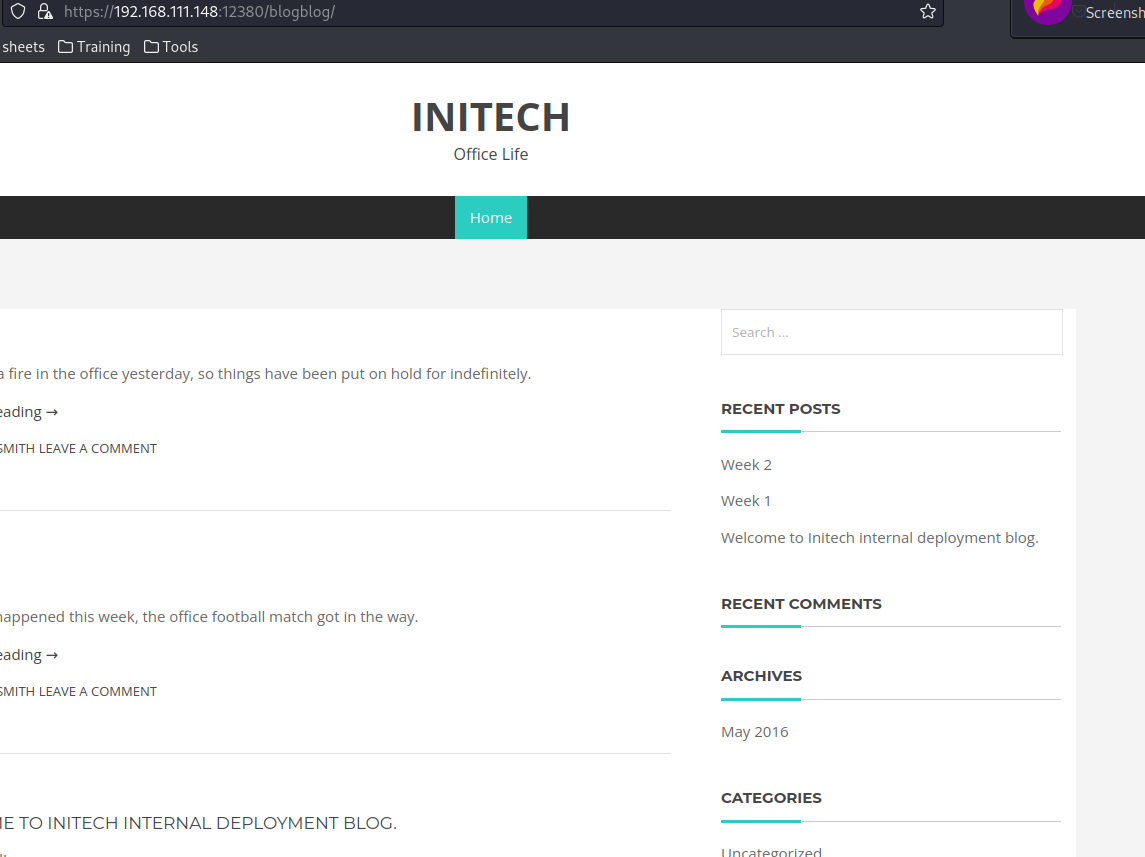 https://192.168.111.148:12380/blogblog/
Screensh
sheets Training Tools
INITECH
Office Life
Home
Search ...
a fire in the office yesterday, so things have been put on hold for indefinitely.
eading →
SMITH LEAVE A COMMENT
happened this week, the office football match got in the way.
eading →
SMITH LEAVE A COMMENT
ME TO INITECH INTERNAL DEPLOYMENT BLOG.
RECENT POSTS
Week 2
Week 1
Welcome to Initech internal deployment blog.
RECENT COMMENTS
ARCHIVES
May 2016
CATEGORIES
Uncategorized